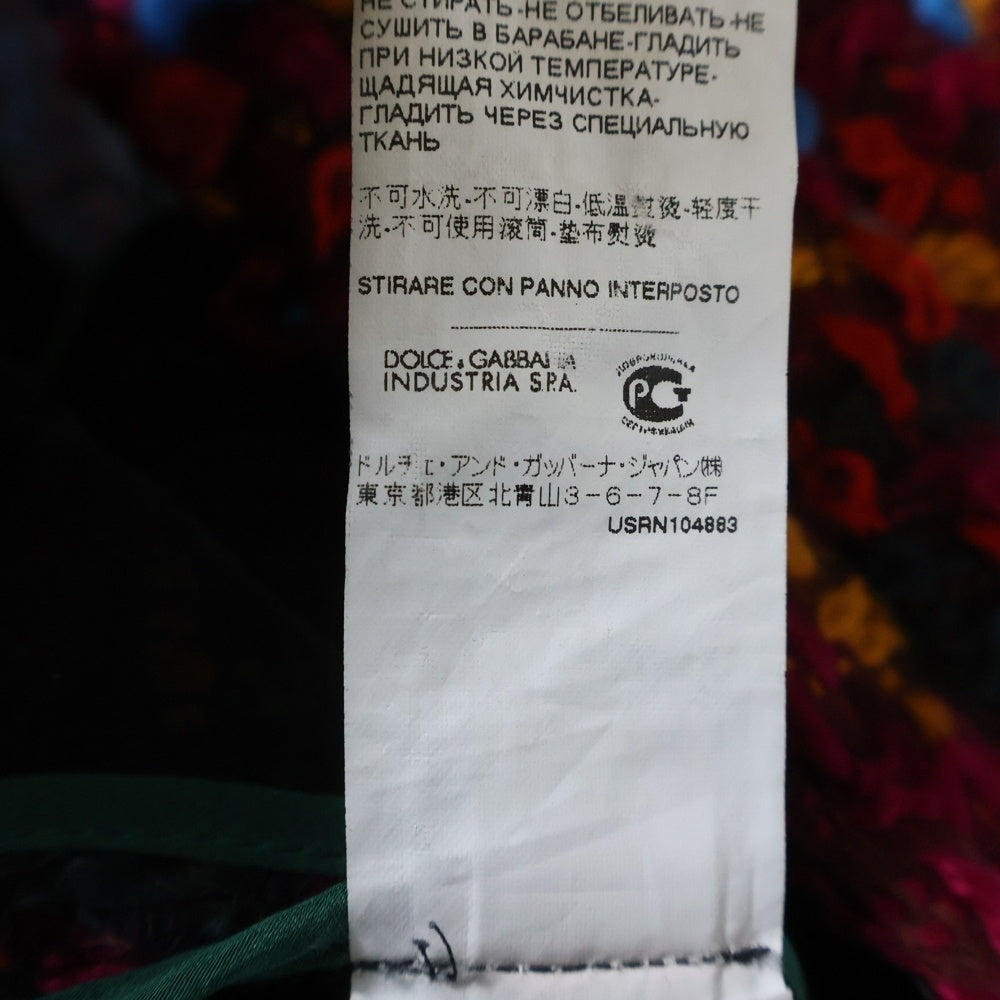 НЕ СТИРАТЬ-НЕ ОТБЕЛИВАТЬ-НЕ
СУШИТЬ В БАРАБАНЕ-ГЛАДИТЬ
ПРИ НИЗКОЙ ТЕМПЕРАТУРЕ-
ЩАДЯЩАЯ ХИМЧИСТКА-
ГЛАДИТЬ ЧЕРЕЗ СПЕЦИАЛЬНУЮ
ТКАНЬ
不可水洗-不可漂白-低温熨烫-轻度干
洗-不可使用滚筒-垫布熨烫
STIRARE CON PANNO INTERPOSTO
DOLCE & GABBANA
INDUSTRIA S.P.A.
РСТ
ドルチェ・アンド・ガッバーナ・ジャパン㈱
東京都港区北青山3-6-7-8F
USRN104883